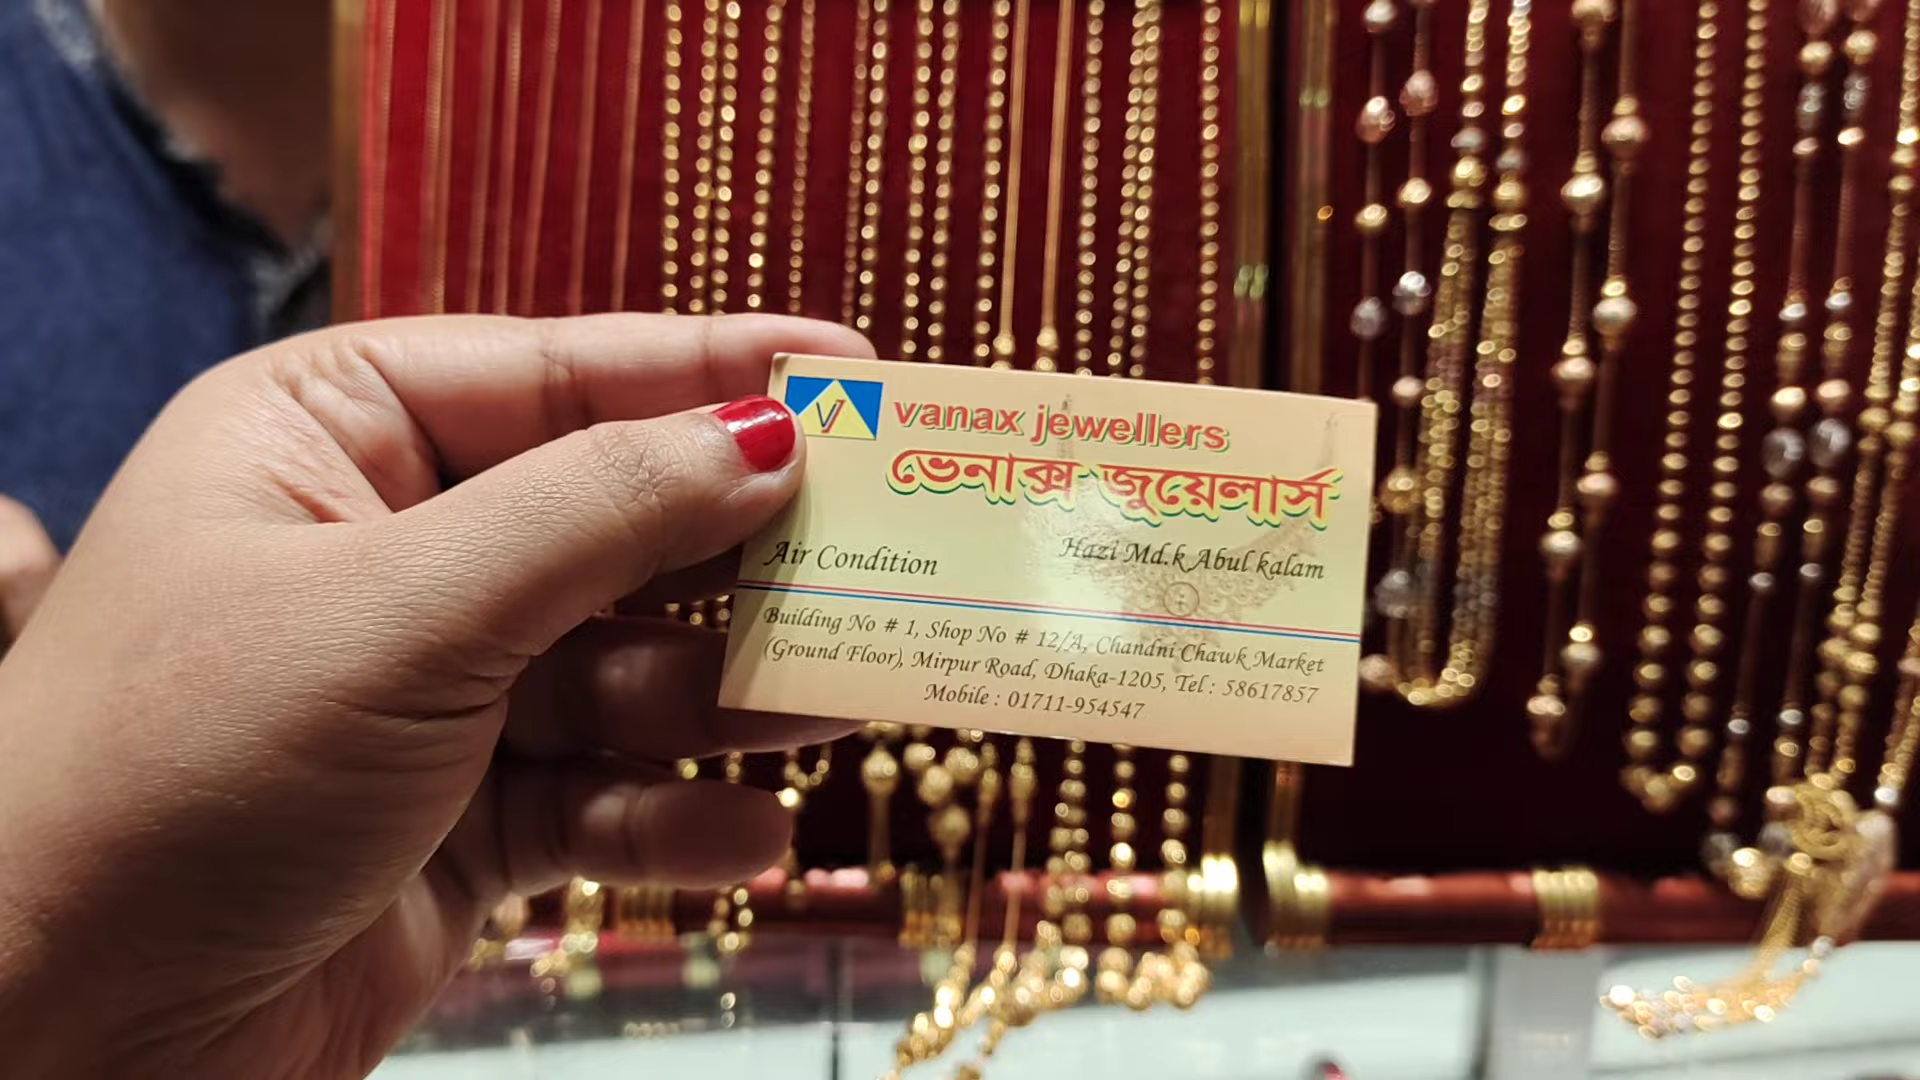 V
vanax jewellers
ভেনাক্স জুয়েলার্স
Air Condition
Hazi Md.k Abul kalam
Building No # 1, Shop No # 12/A, Chandni Chawk Market
(Ground Floor), Mirpur Road, Dhaka-1205, Tel : 58617857
Mobile : 01711-954547